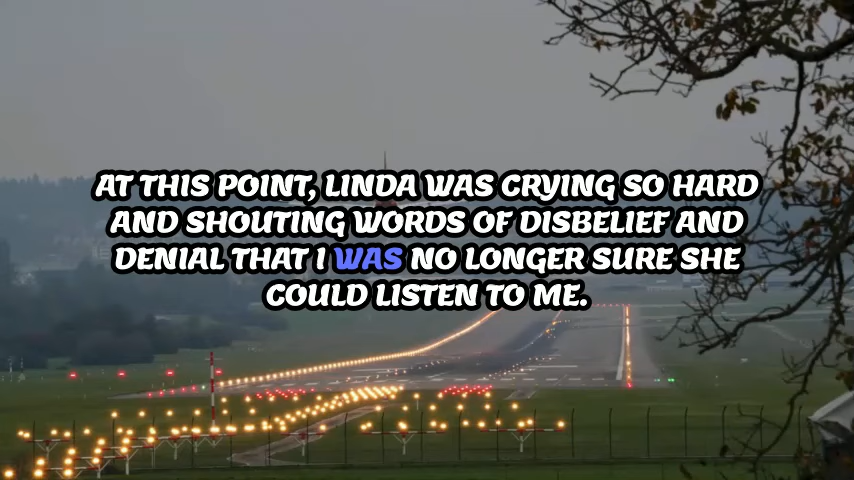 AT THIS POINT, LINDA WAS CRYING SO HARD
AND SHOUTING WORDS OF DISBELIEF AND
DENIAL THAT I WAS NO LONGER SURE SHE
COULD LISTEN TO ME.